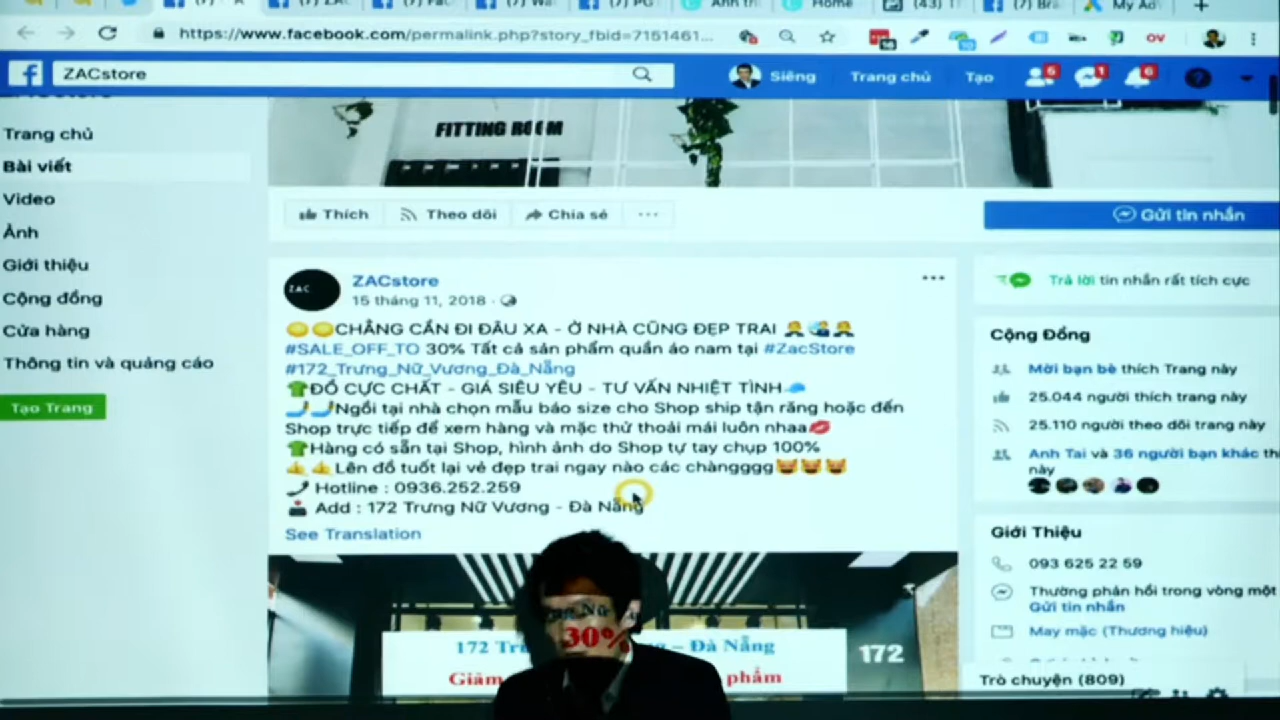 https://www.facebook.com/permalink.php?story_fbid=7151461...
ZACstore
Siêng
Trang chủ
Tạo
Trang chủ
Bài viết
Video
Ảnh
Giới thiệu
Cộng đồng
Cửa hàng
Thông tin và quảng cáo
Tạo Trang
FITTING ROOM
Thích
Theo dõi
Chia sẻ
Gửi tin nhắn
ZAC
ZACstore
15 tháng 11, 2018
CHẲNG CẦN ĐI ĐÂU XA - Ở NHÀ CŨNG ĐẸP TRAI
#SALE_OFF_TO 30% Tất cả sản phẩm quần áo nam tại #ZacStore
#172_Trưng_Nữ_Vương_Đà_Nẵng
ĐỒ CỰC CHẤT - GIÁ SIÊU YÊU - TƯ VẤN NHIỆT TÌNH
Ngồi tại nhà chọn mẫu báo size cho Shop ship tận răng hoặc đến
Shop trực tiếp để xem hàng và mặc thử thoải mái luôn nhaa
Hàng có sẵn tại Shop, hình ảnh do Shop tự tay chụp 100%
Lên đồ tuốt lại vẻ đẹp trai ngay nào các chàngggg
Hotline : 0936.252.259
Add : 172 Trưng Nữ Vương - Đà Nẵng
See Translation
172 – Đà Nẵng
30%
Giảm phẩm
172
Trả lời tin nhắn rất tích cực
Cộng Đồng
Mời bạn bè thích Trang này
25.044 người thích trang này
25.110 người theo dõi trang này
Anh Tai và 36 người bạn khác
này
Giới Thiệu
093 625 22 59
Thường phản hồi trong vòng một
Gửi tin nhắn
May mặc (Thương hiệu)
Trò chuyện (809)